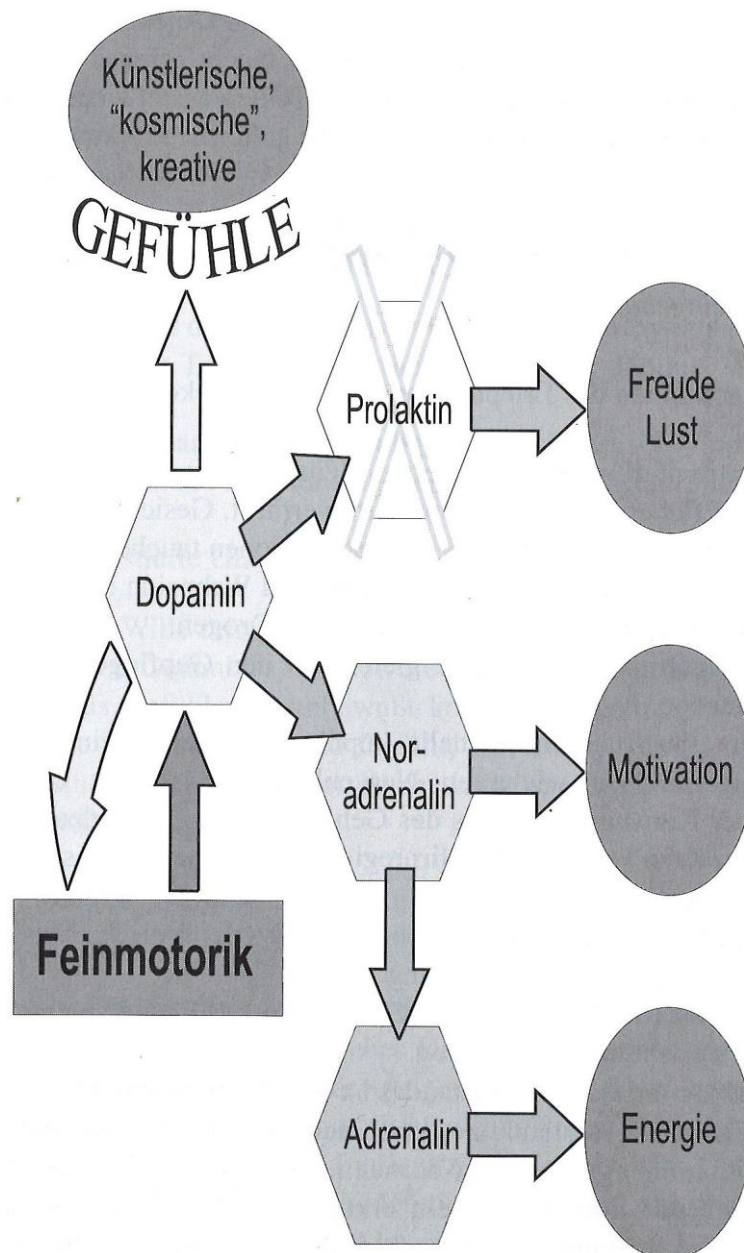 Künstlerische,
"kosmische",
kreative
GEFÜHLE
Prolaktin
Freude
Lust
Dopamin
Nor-
adrenalin
Motivation
Feinmotorik
Adrenalin
Energie